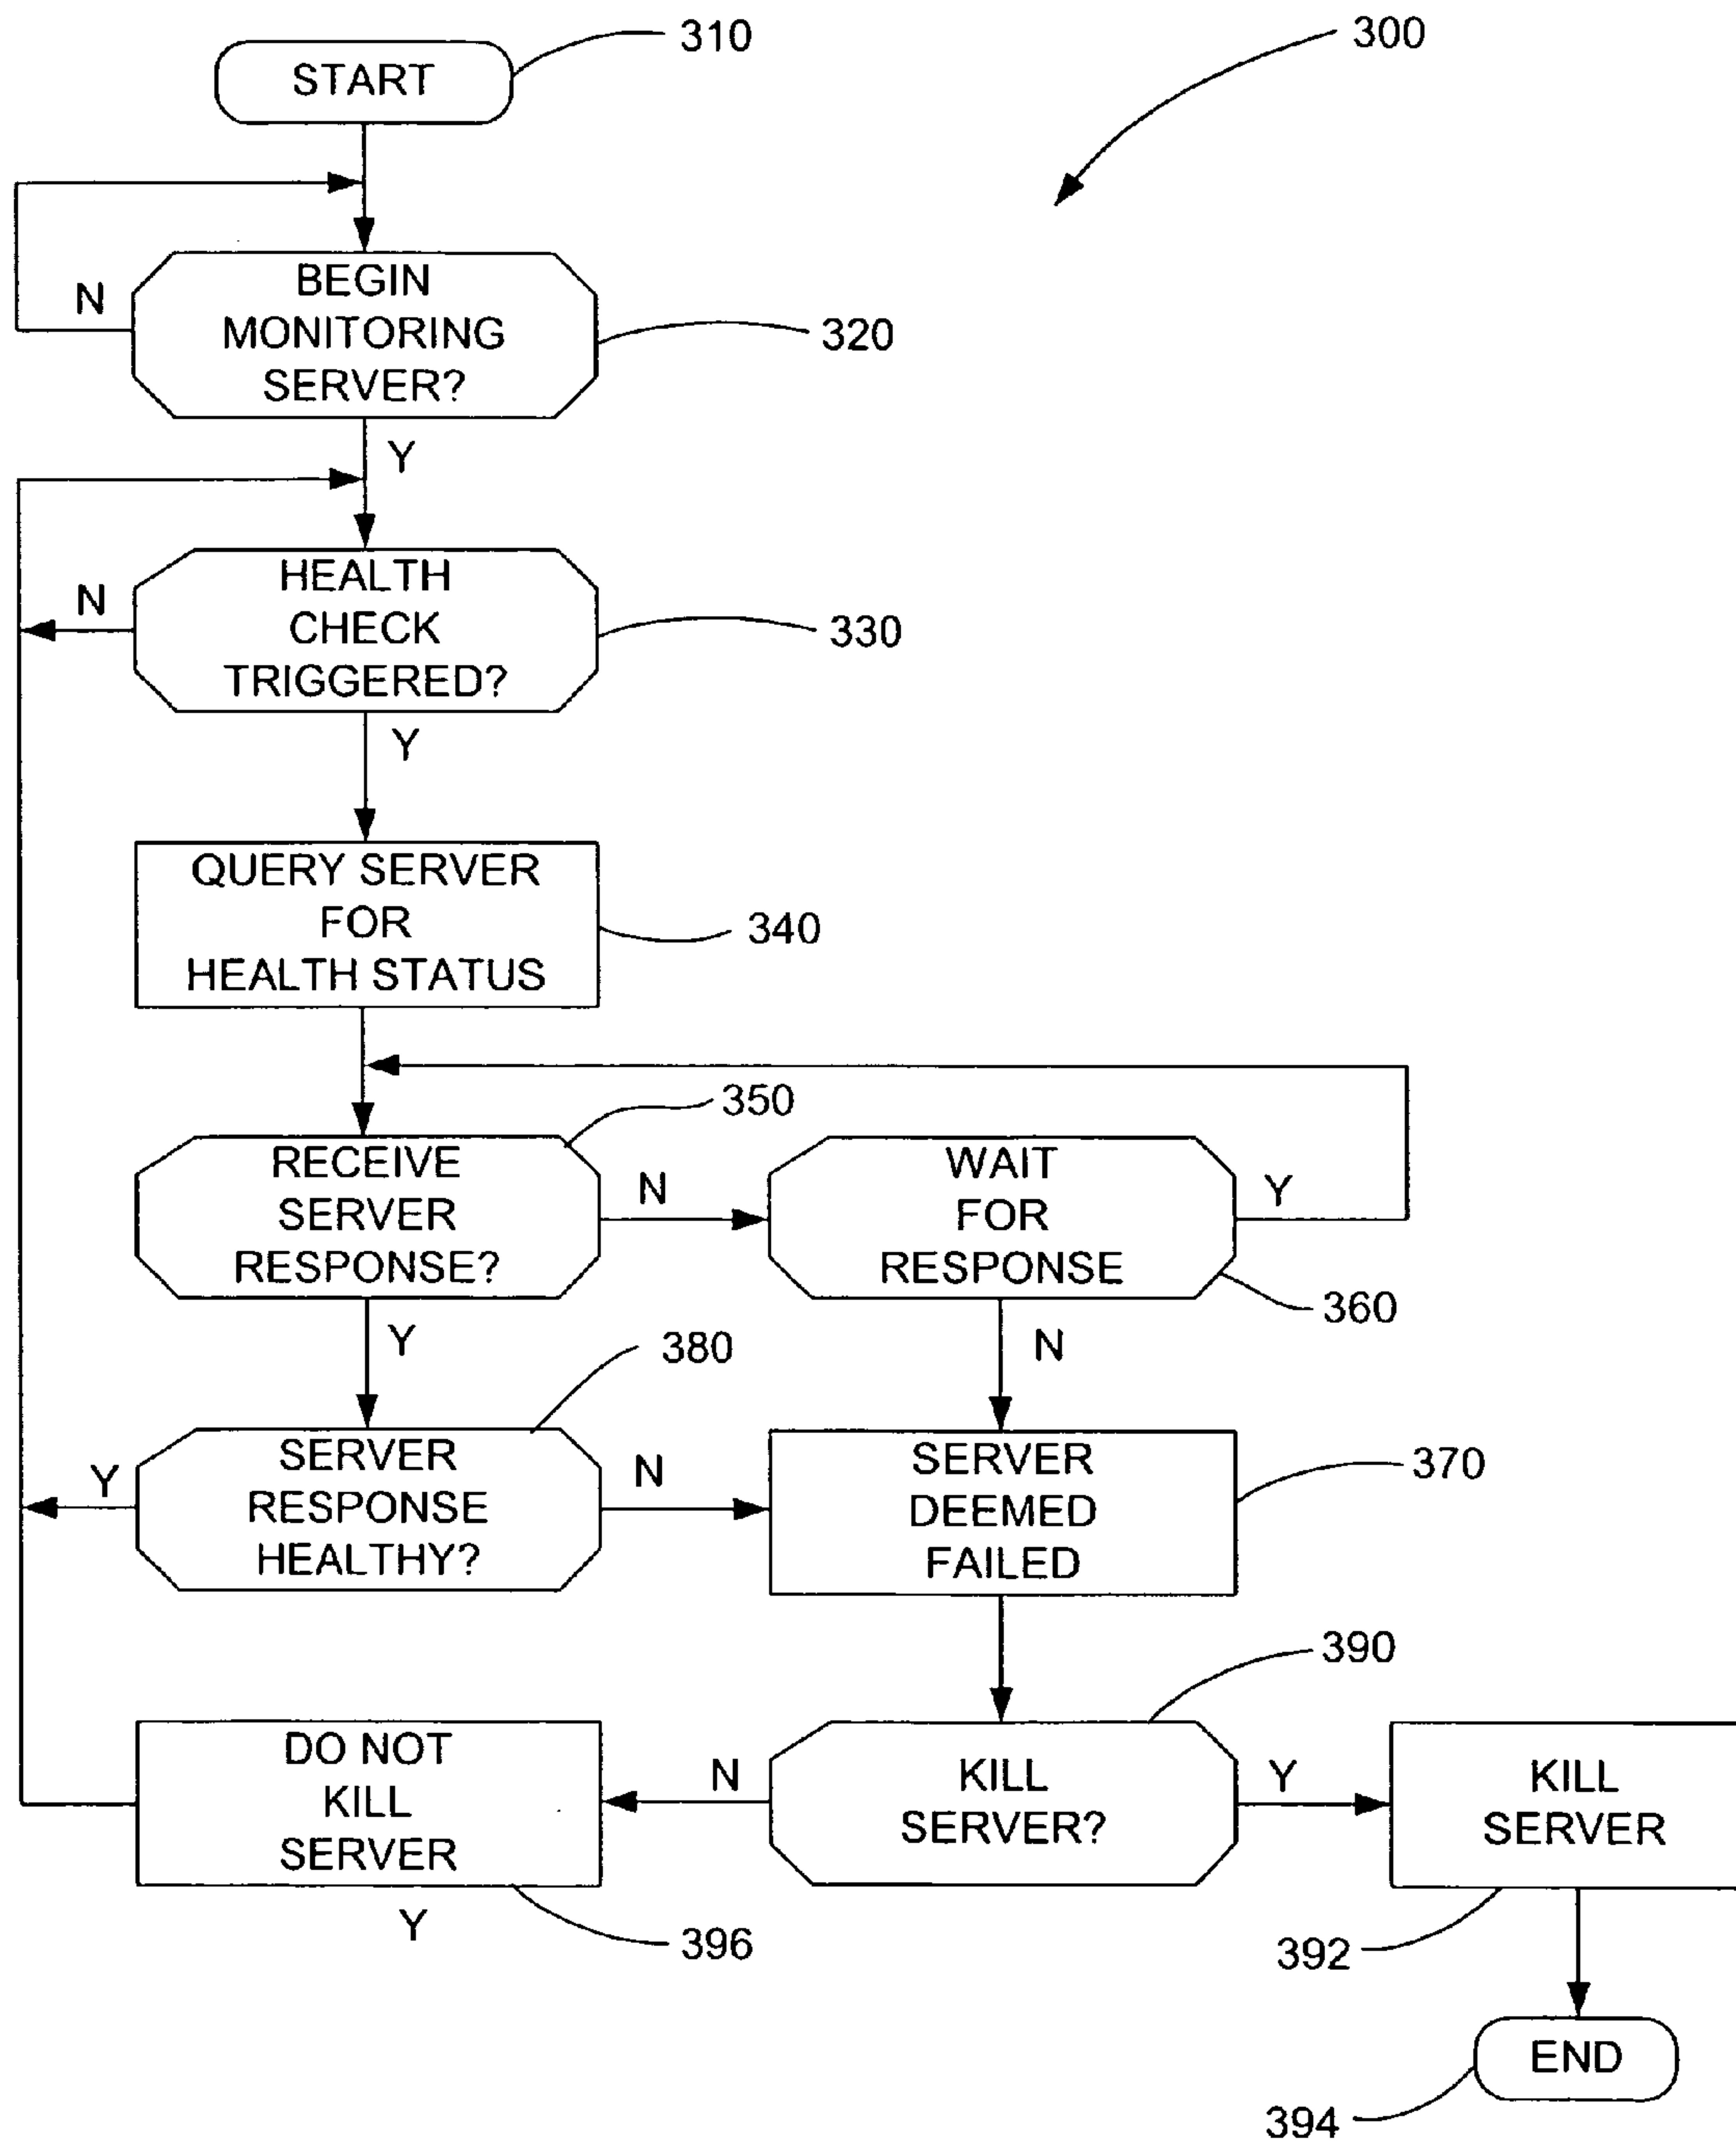 310
300
START
BEGIN
MONITORING
SERVER?
N
320
Y
HEALTH
CHECK
TRIGGERED?
N
330
Y
QUERY SERVER
FOR
HEALTH STATUS
340
350
RECEIVE
SERVER
RESPONSE?
N
WAIT
FOR
RESPONSE
Y
360
Y
N
380
SERVER
RESPONSE
HEALTHY?
Y
N
SERVER
DEEMED
FAILED
370
390
DO NOT
KILL
SERVER
N
KILL
SERVER?
Y
KILL
SERVER
Y
396
392
END
394